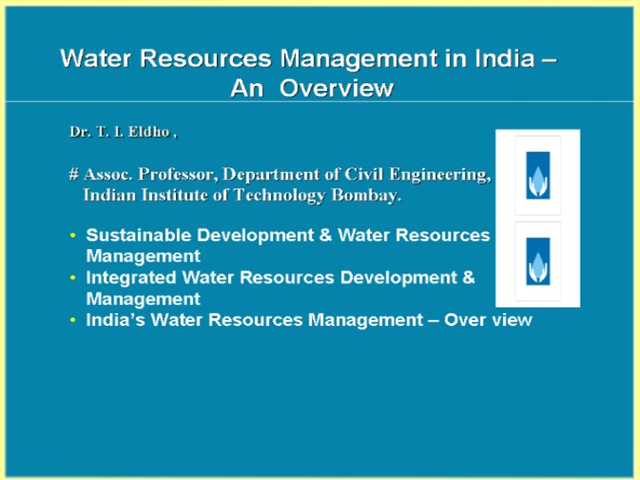 Water Resources Management in India –
An Overview
Dr. T. I. Eldho ,
# Assoc. Professor, Department of Civil Engineering,
Indian Institute of Technology Bombay.
• Sustainable Development & Water Resources
Management
• Integrated Water Resources Development &
Management
• India's Water Resources Management – Over view